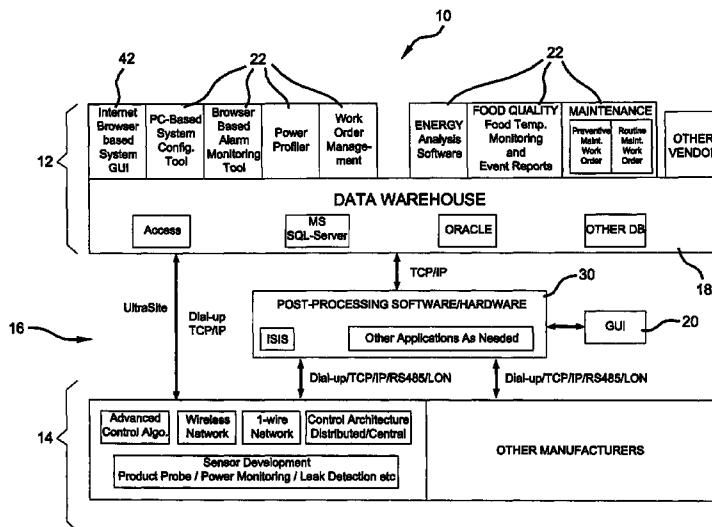 10
42
22
22
Internet
Browser
based
System
GUI
PC-Based
System
Config.
Tool
Browser
Based
Alarm
Monitoring
Tool
Power
Profiler
Work
Order
Manage-
ment
ENERGY
Analysis
Software
FOOD QUALITY
Food Temp.
Monitoring
and
Event Reports
MAINTENANCE
Preventive
Maint.
Work
Order
Routine
Maint.
Work
Order
OTHER
VENDOR
12
DATA WAREHOUSE
Access
MS
SQL-Server
ORACLE
OTHER DB
18
TCP/IP
30
UltraSite
Dial-up
TCP/IP
POST-PROCESSING SOFTWARE/HARDWARE
ISIS
Other Applications As Needed
GUI
20
16
Dial-up/TCP/IP/RS485/LON
Dial-up/TCP/IP/RS485/LON
14
Advanced
Control Algo.
Wireless
Network
1-wire
Network
Control Architecture
Distributed/Central
Sensor Development
Product Probe / Power Monitoring / Leak Detection etc
OTHER MANUFACTURERS